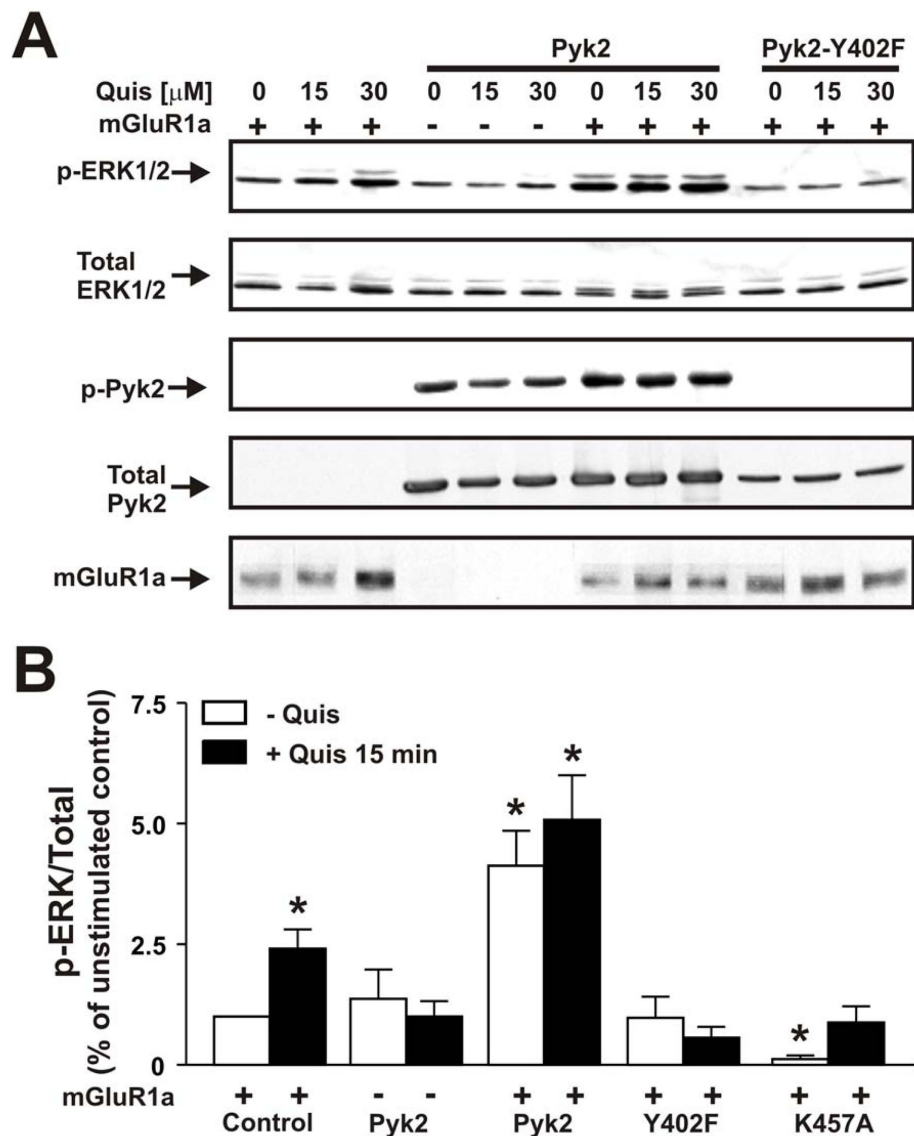 A
Pyk2 Pyk2-Y402F
Quis [µM] 0 15 30 0 15 30 0 15 30 0 15 30
mGluR1a + + + - - - + + + + + +
p-ERK1/2
Total
ERK1/2
p-Pyk2
Total
Pyk2
mGluR1a
B
p-ERK/Total
(% of unstimulated control)
7.5
5.0
2.5
0
- Quis
+ Quis 15 min
* * * *
mGluR1a + + - - + + + + + +
Control Pyk2 Pyk2 Y402F K457A